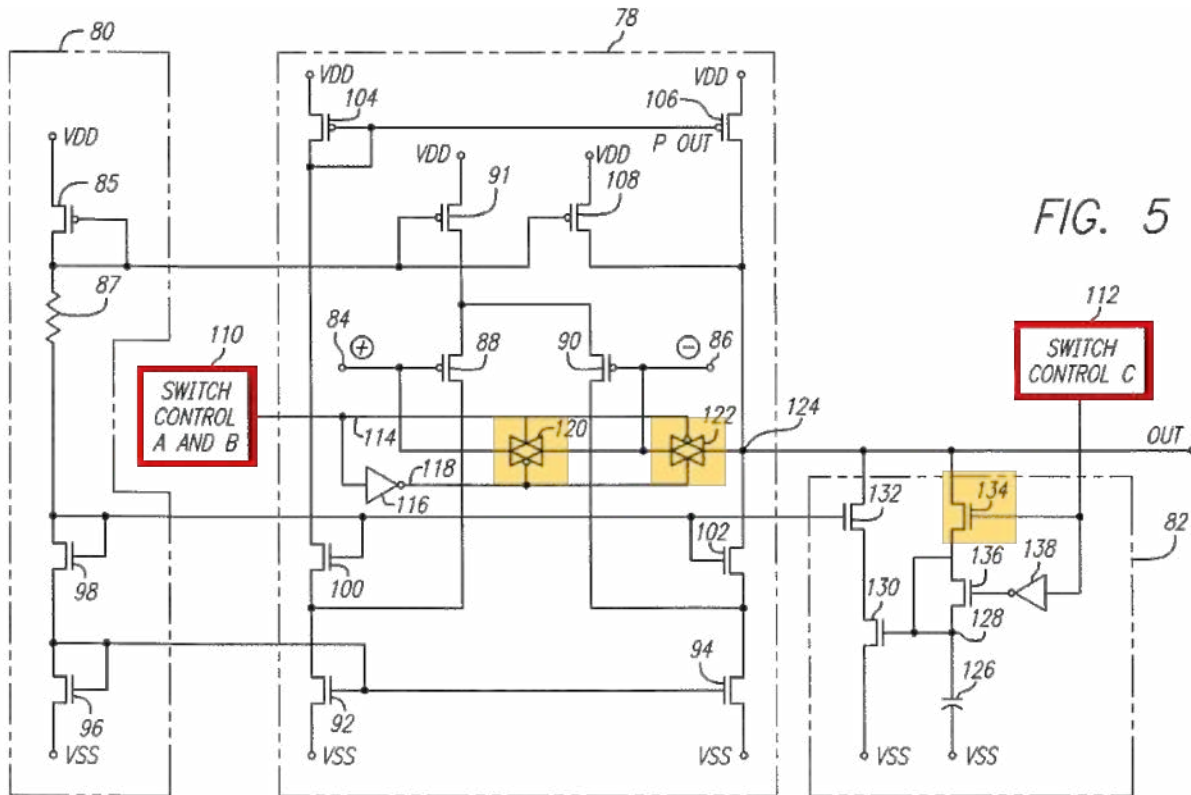 80
78
VDD
104
VDD
106
P OUT
VDD
85
VDD
91
VDD
108
FIG. 5
87
112
SWITCH
CONTROL C
110
SWITCH
CONTROL
A AND B
84
+
88
90
−
86
114
120
122
124
OUT
118
116
132
134
82
98
100
102
130
136
138
128
94
126
96
92
VSS
VSS
VSS
VSS
VSS